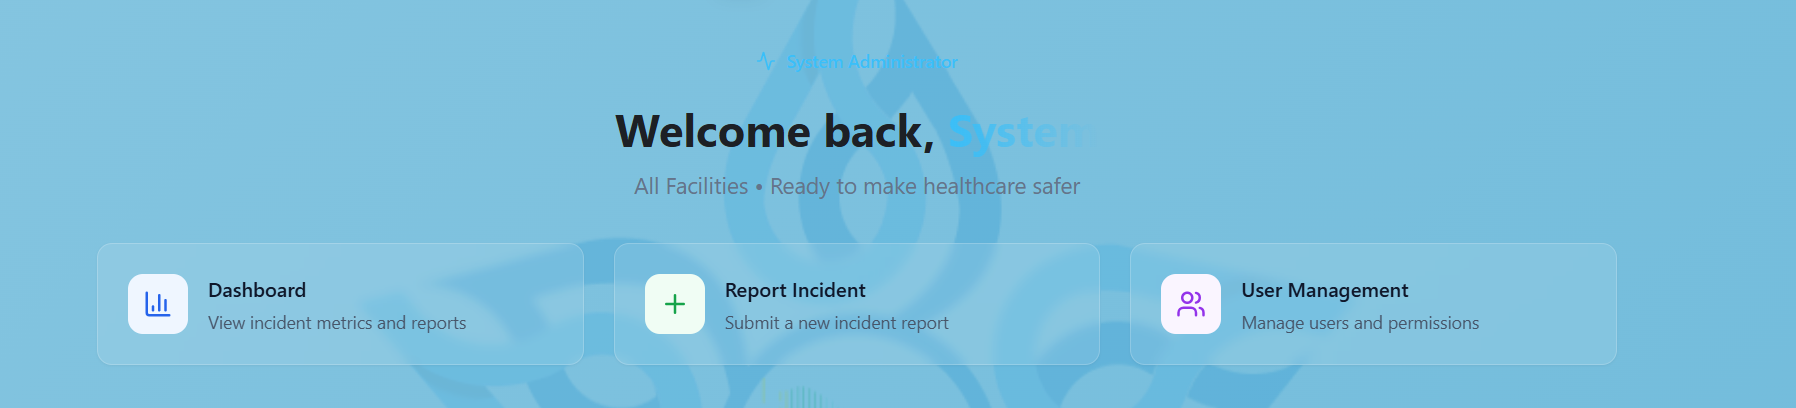 System Administrator
Welcome back, System
All Facilities • Ready to make healthcare safer
Dashboard
View incident metrics and reports
Report Incident
Submit a new incident report
User Management
Manage users and permissions